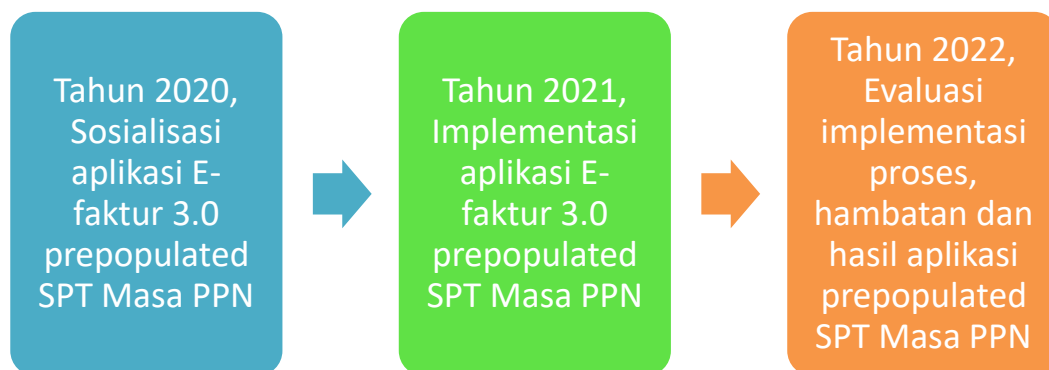 Tahun 2020,
Sosialisasi
aplikasi E-
faktur 3.0
prepopulated
SPT Masa PPN
Tahun 2021,
Implementasi
aplikasi E-
faktur 3.0
prepopulated
SPT Masa PPN
Tahun 2022,
Evaluasi
implementasi
proses,
hambatan dan
hasil aplikasi
prepopulated
SPT Masa PPN